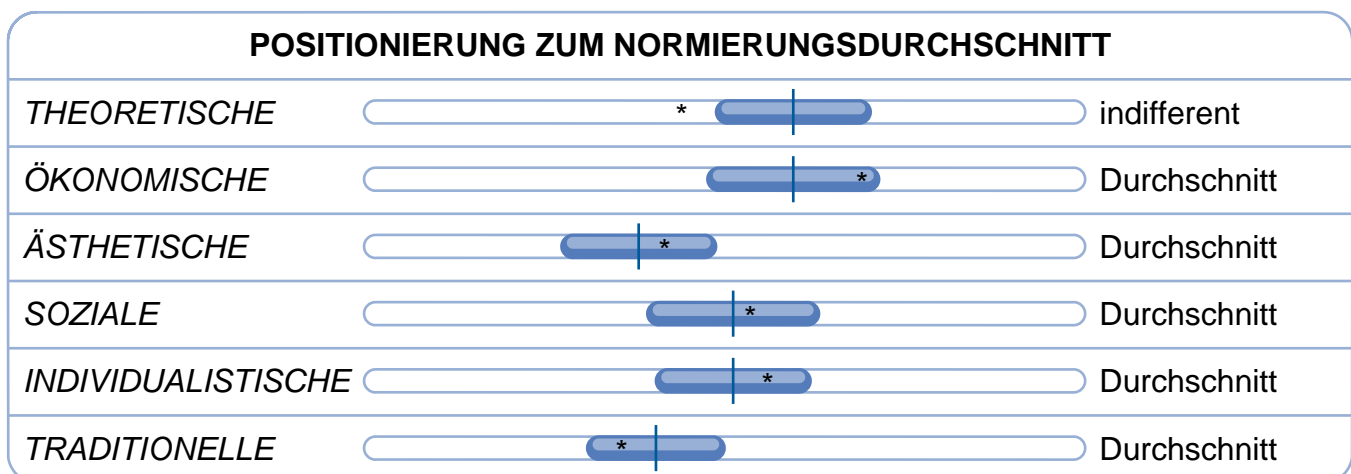 POSITIONIERUNG ZUM NORMIERUNGSDURCHSCHNITT
THEORETISCHE * indifferent
ÖKONOMISCHE * Durchschnitt
ÄSTHETISCHE * Durchschnitt
SOZIALE * Durchschnitt
INDIVIDUALISTISCHE * Durchschnitt
TRADITIONELLE * Durchschnitt